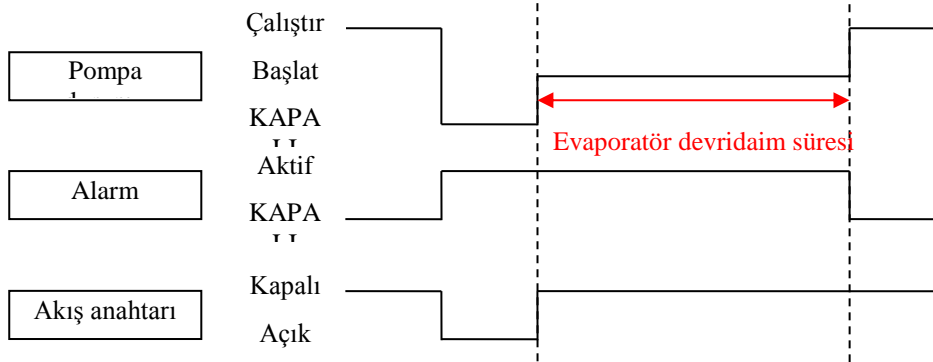 Çalıştır
Pompa
Başlat
KAPA
Evaporatör devridaim süresi
Alarm
Aktif
KAPA
Akış anahtarı
Kapalı
Açık